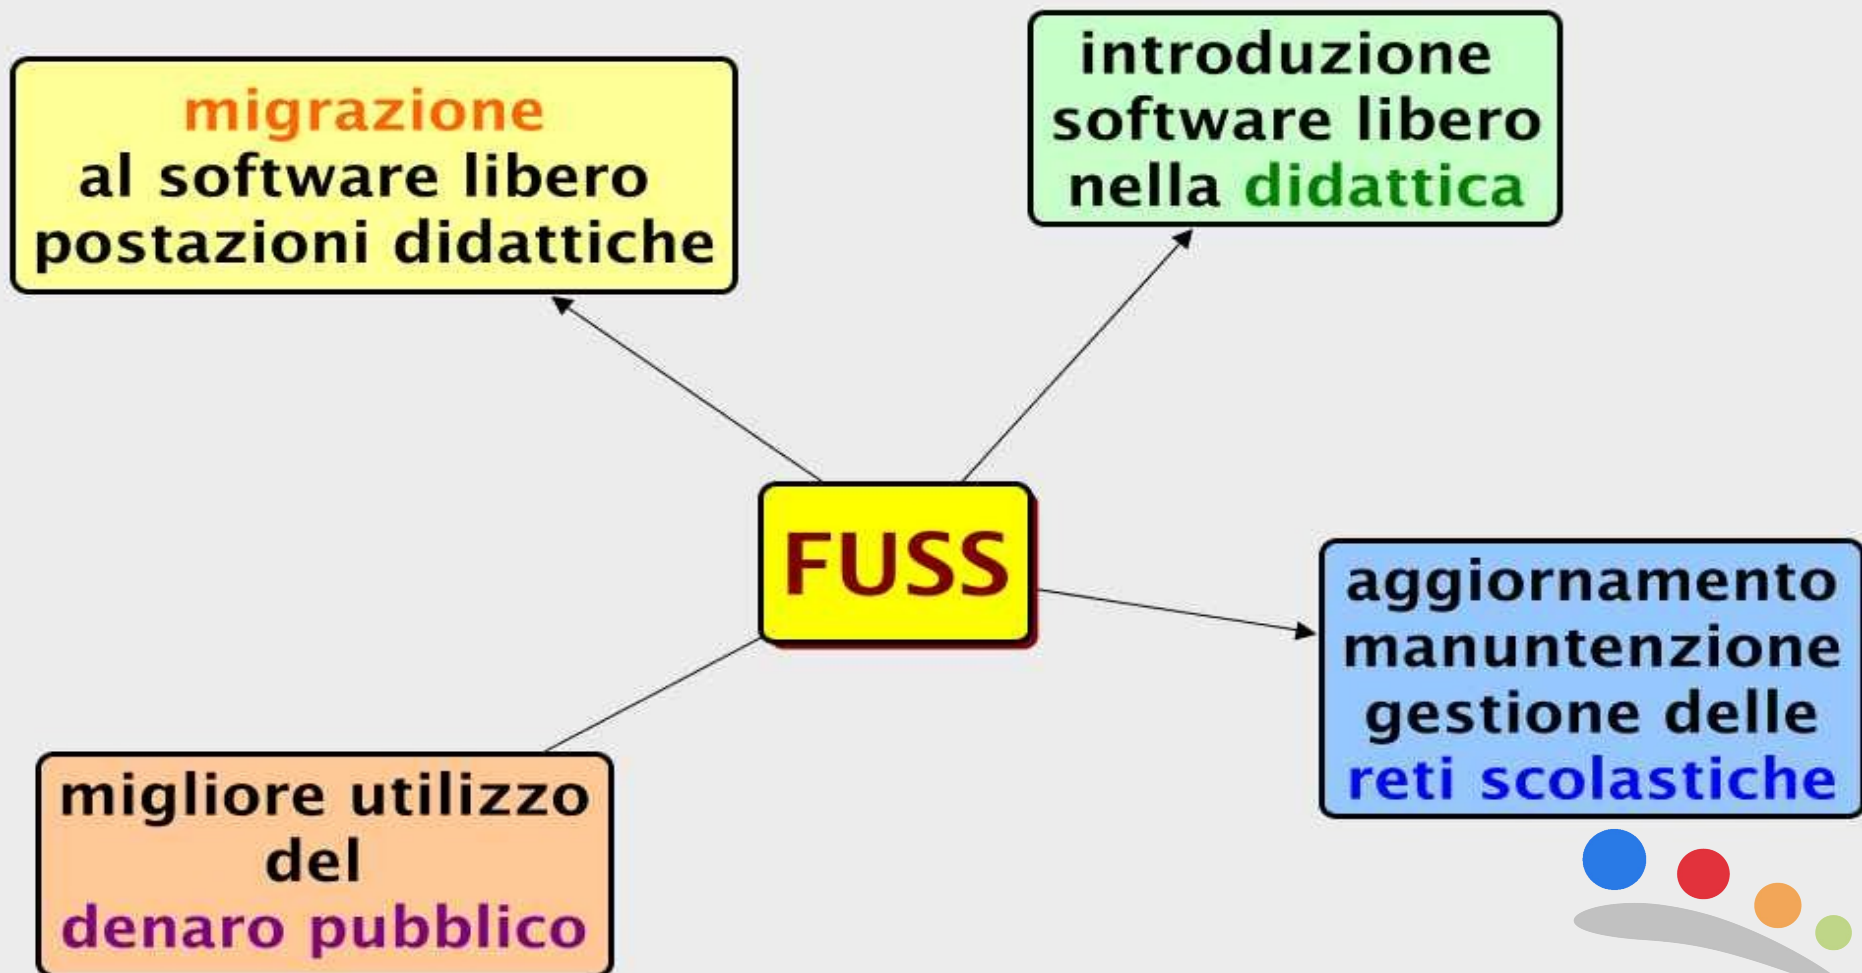 migrazione
al software libero
postazioni didattiche
introduzione
software libero
nella didattica
FUSS
aggiornamento
manuntenzione
gestione delle
reti scolastiche
migliore utilizzo
del
denaro pubblico